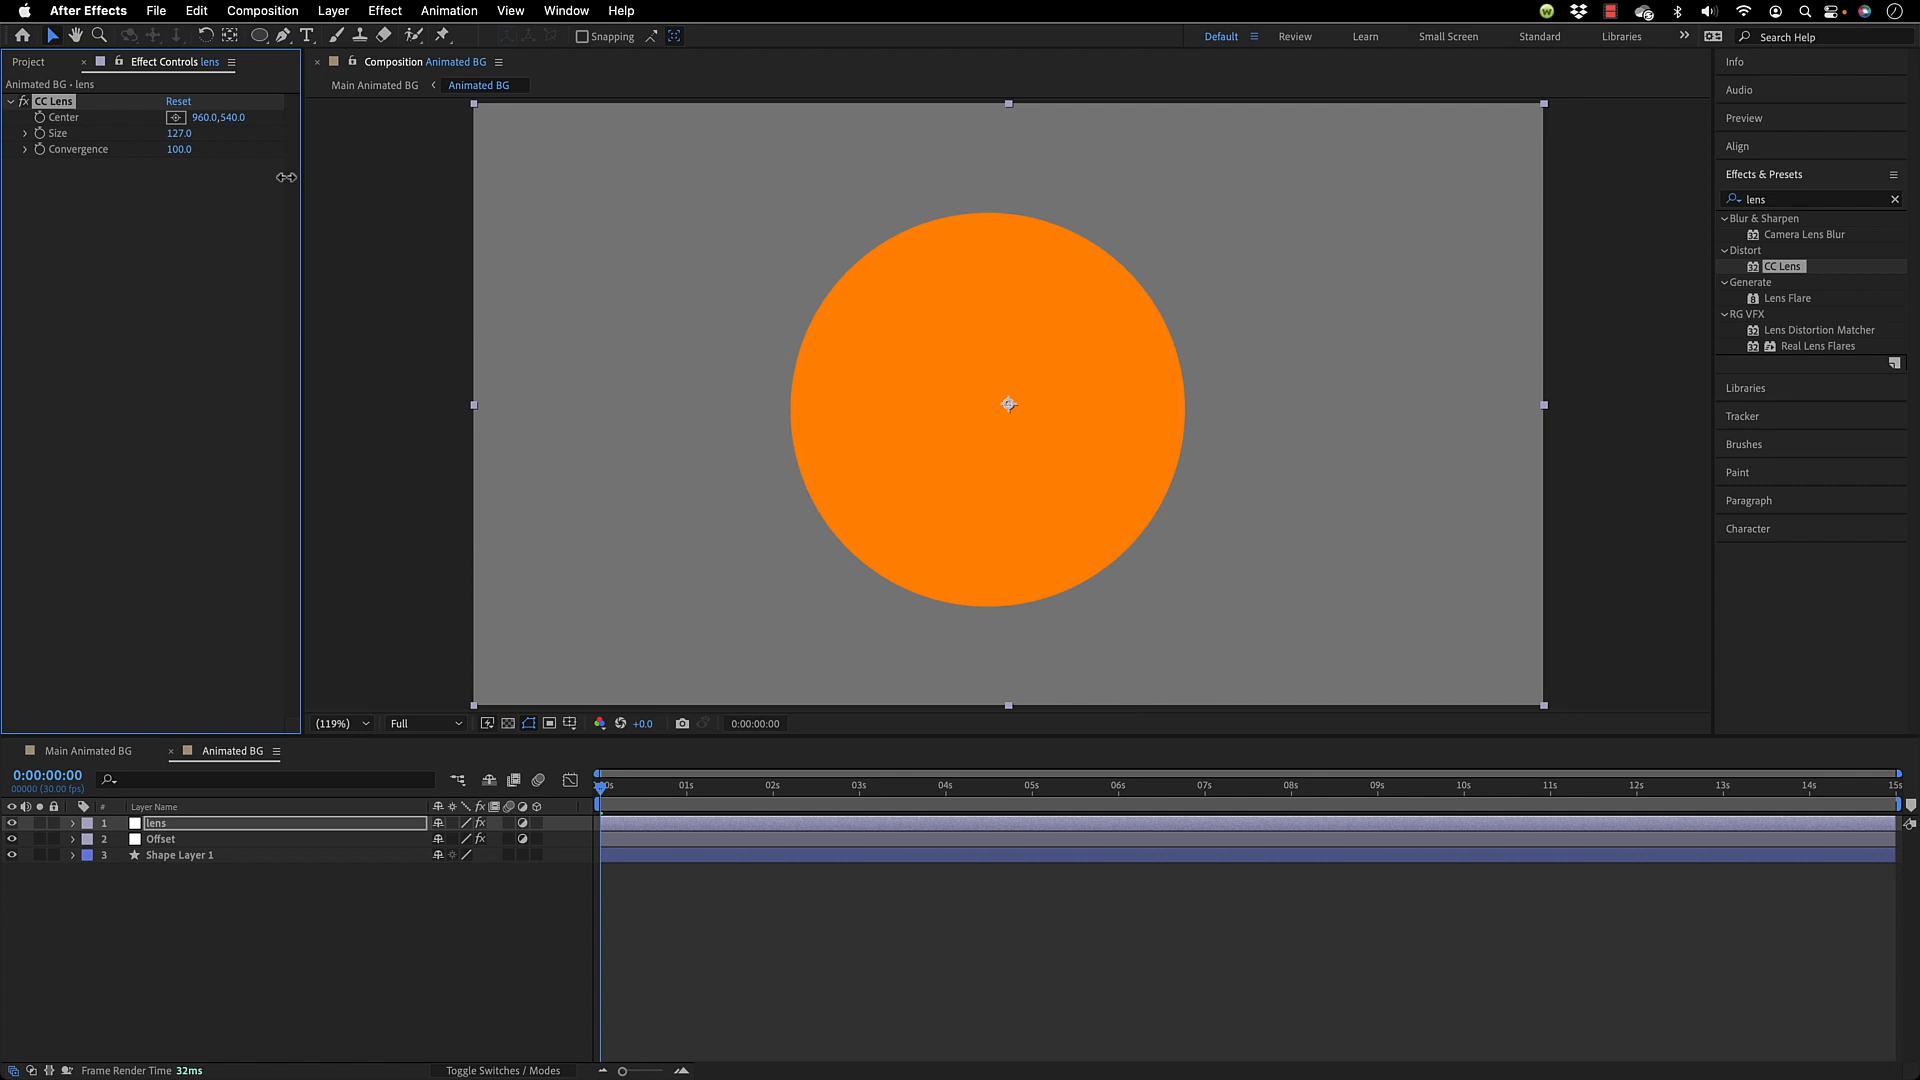 After Effects File Edit Composition Layer Effect Animation View Window Help
Snapping
Default Review Learn Small Screen Standard Libraries Search Help
Project × Effect Controls lens
Animated BG • lens
fx CC Lens Reset
Center 960.0,540.0
Size 127.0
Convergence 100.0
× Composition Animated BG
Main Animated BG Animated BG
(119%) Full +0.0 0:00:00:00
Info
Audio
Preview
Align
Effects & Presets
lens
Blur & Sharpen
Camera Lens Blur
Distort
CC Lens
Generate
Lens Flare
RG VFX
Lens Distortion Matcher
Real Lens Flares
Libraries
Tracker
Brushes
Paint
Paragraph
Character
Main Animated BG × Animated BG
0:00:00:00
00000 (30.00 fps)
01s 02s 03s 04s 05s 06s 07s 08s 09s 10s 11s 12s 13s 14s 15s
# Layer Name fx
1 lens fx
2 Offset fx
3 Shape Layer 1
Frame Render Time 32ms Toggle Switches / Modes